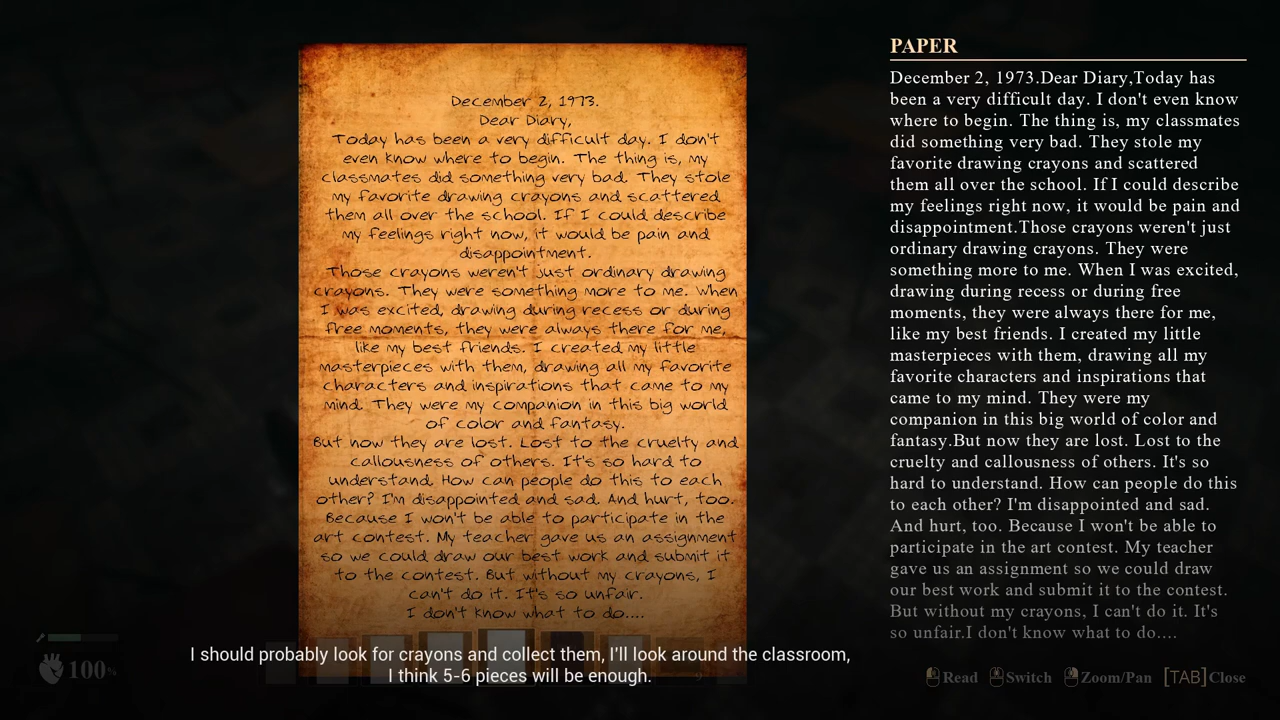 December 2, 1973.
Dear Diary,
Today has been a very difficult day. I don't
even know where to begin. The thing is, my
classmates did something very bad. They stole
my favorite drawing crayons and scattered
them all over the school. If I could describe
my feelings right now, it would be pain and
disappointment.
Those crayons weren't just ordinary drawing
crayons. They were something more to me. When
I was excited, drawing during recess or during
free moments, they were always there for me,
like my best friends. I created my little
masterpieces with them, drawing all my favorite
characters and inspirations that came to my
mind. They were my companion in this big world
of color and fantasy.
But now they are lost. Lost to the cruelty and
callousness of others. It's so hard to
understand. How can people do this to each
other? I'm disappointed and sad. And hurt, too.
Because I won't be able to participate in the
art contest. My teacher gave us an assignment
so we could draw our best work and submit it
to the contest. But without my crayons, I
can't do it. It's so unfair.
I don't know what to do....
PAPER
December 2, 1973.Dear Diary,Today has
been a very difficult day. I don't even know
where to begin. The thing is, my classmates
did something very bad. They stole my
favorite drawing crayons and scattered
them all over the school. If I could describe
my feelings right now, it would be pain and
disappointment.Those crayons weren't just
ordinary drawing crayons. They were
something more to me. When I was excited,
drawing during recess or during free
moments, they were always there for me,
like my best friends. I created my little
masterpieces with them, drawing all my
favorite characters and inspirations that
came to my mind. They were my
companion in this big world of color and
fantasy.But now they are lost. Lost to the
cruelty and callousness of others. It's so
hard to understand. How can people do this
to each other? I'm disappointed and sad.
And hurt, too. Because I won't be able to
participate in the art contest. My teacher
gave us an assignment so we could draw
our best work and submit it to the contest.
But without my crayons, I can't do it. It's
so unfair.I don't know what to do....
I should probably look for crayons and collect them, I'll look around the classroom,
I think 5-6 pieces will be enough.
100%
Read Switch Zoom/Pan [TAB] Close